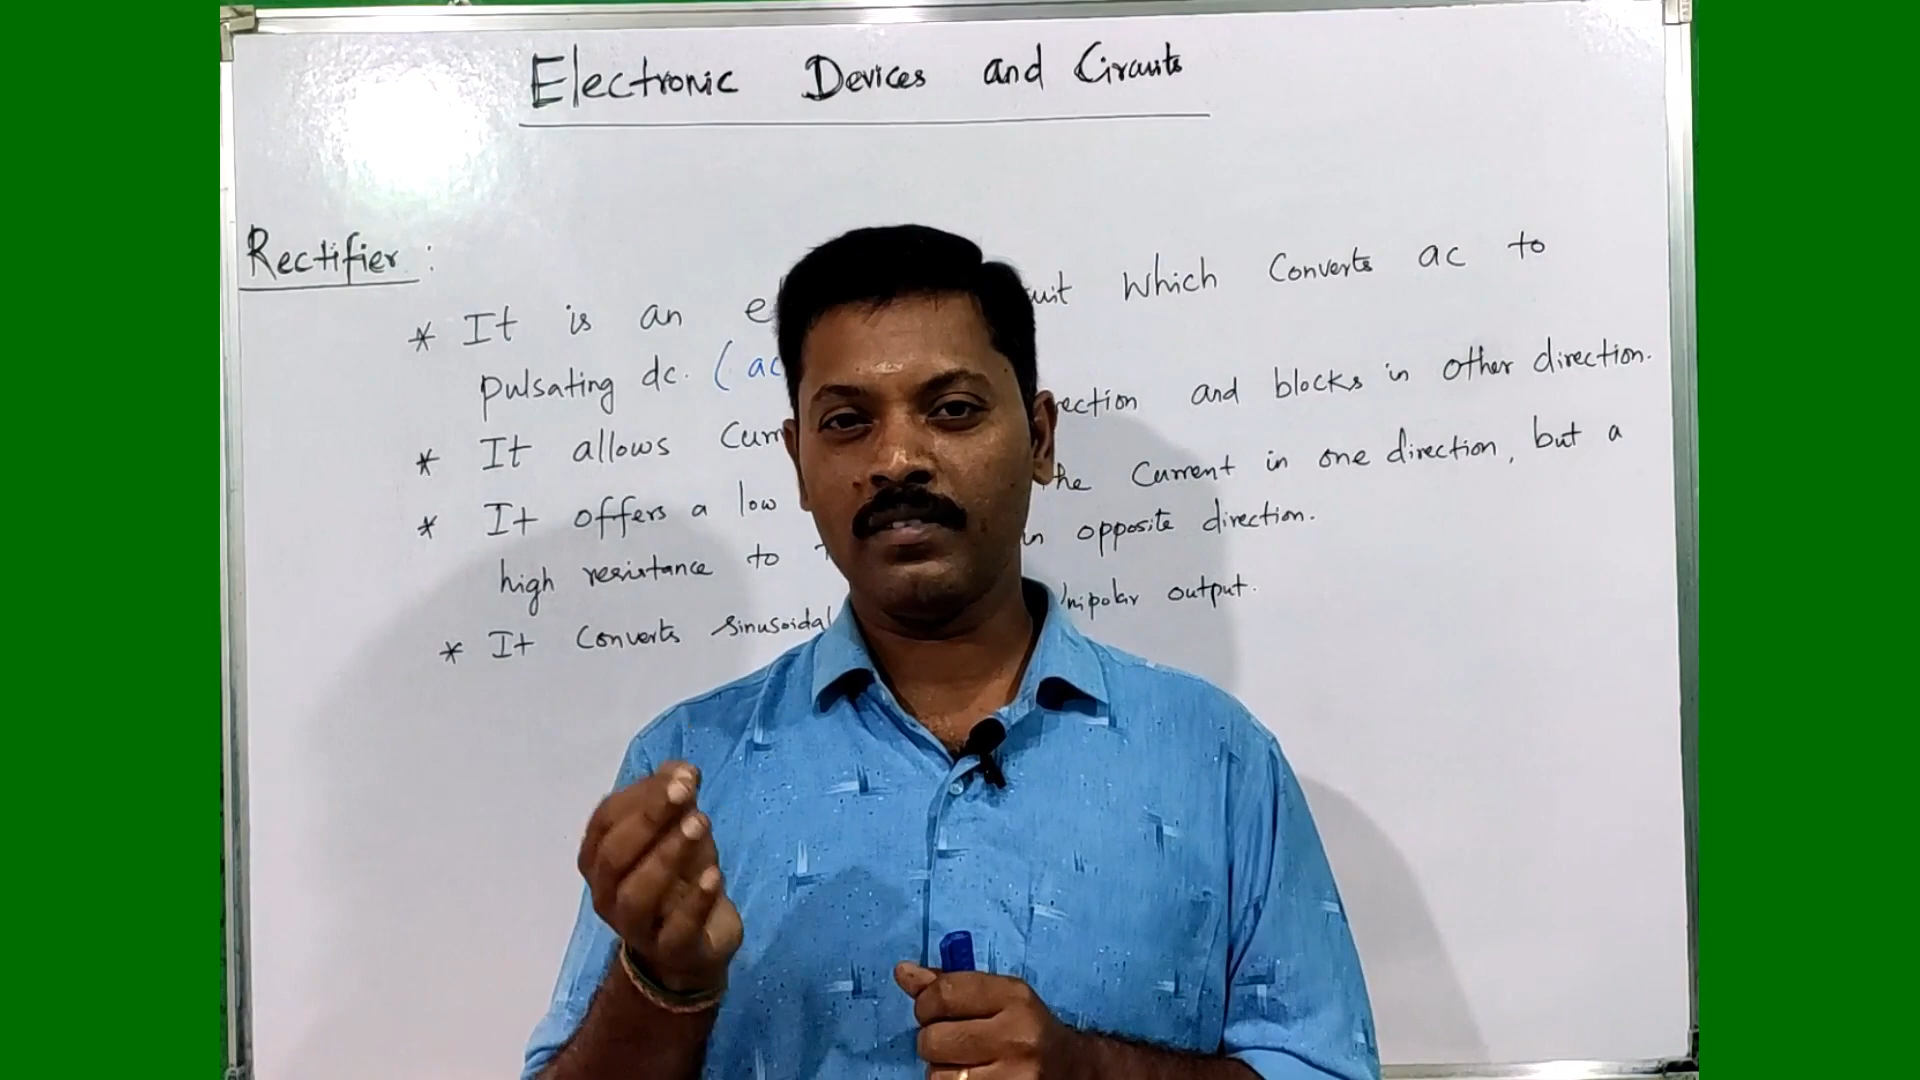 Electronic Devices and Circuits
Rectifier :
* It is an e uit which Converts ac to
pulsating dc. (ac
* It allows Curr rection and blocks in other direction.
* It offers a low the Current in one direction, but a
high resistance to in opposite direction.
* It Converts sinusoidal Unipolar output.